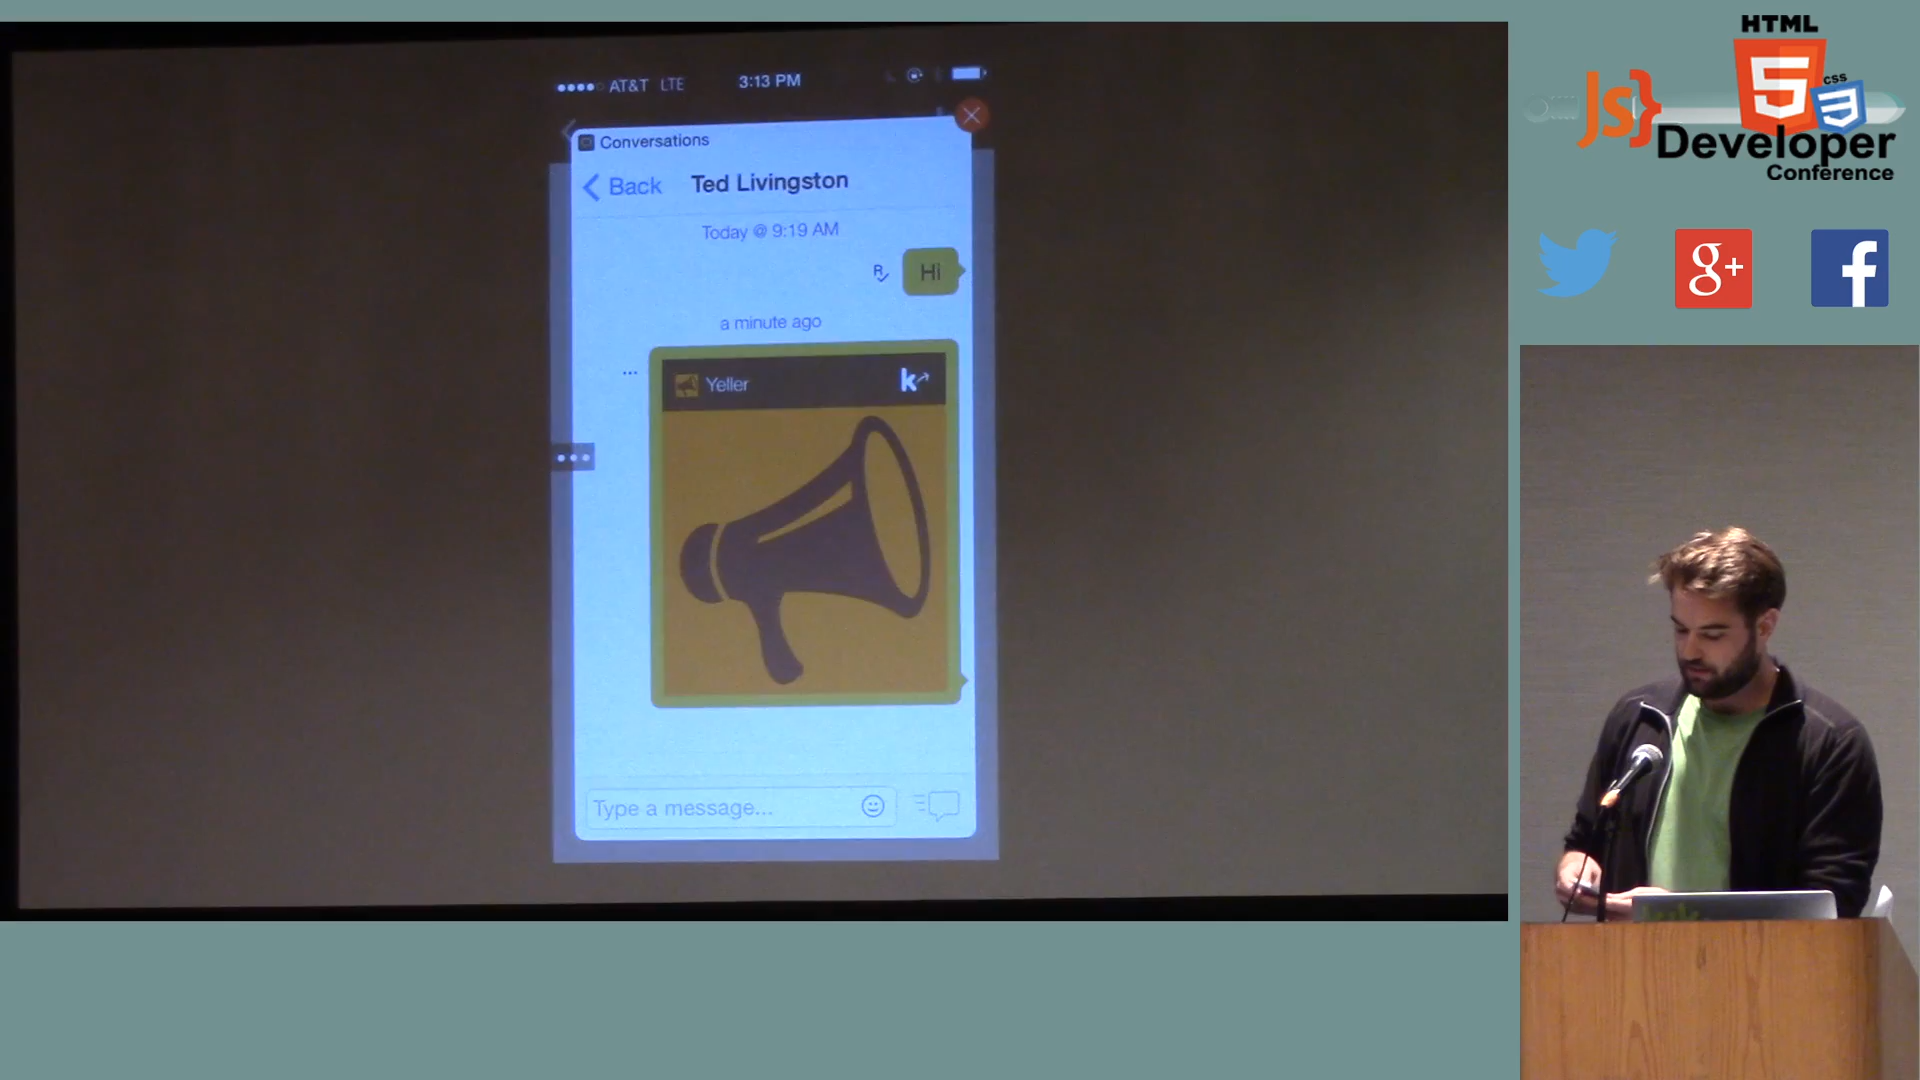 AT&T LTE 3:13 PM
Conversations
Back Ted Livingston
Today @ 9:19 AM
R Hi
a minute ago
Yeller k
Type a message...
HTML
5
JS} CSS 3
Developer
Conference
g+ f
kik